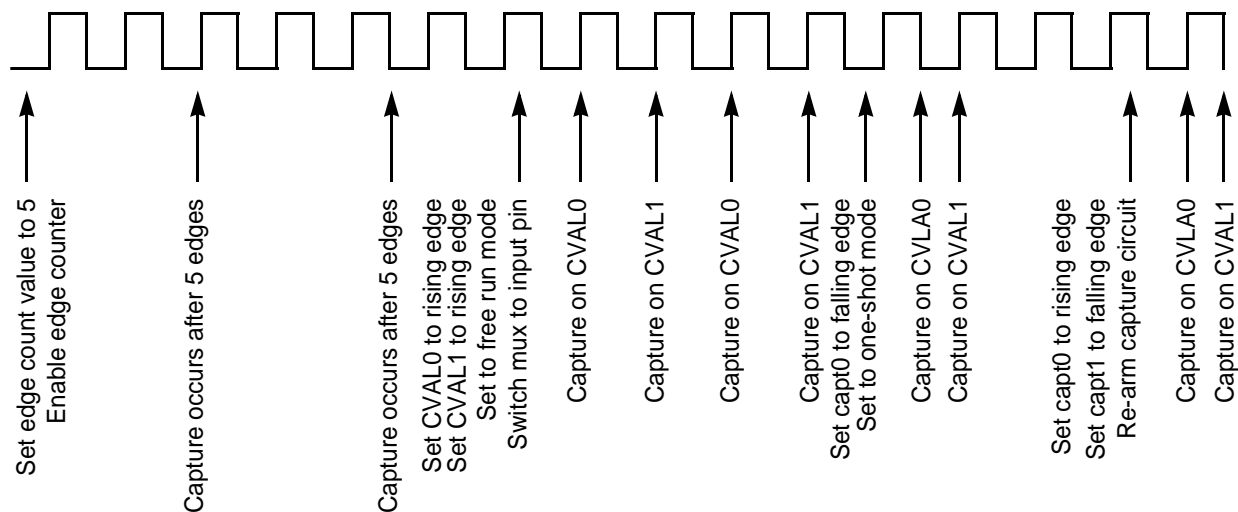 Set edge count value to 5
Enable edge counter
Capture occurs after 5 edges
Capture occurs after 5 edges
Set CVAL0 to rising edge
Set CVAL1 to rising edge
Set to free run mode
Switch mux to input pin
Capture on CVAL0
Capture on CVAL1
Capture on CVAL0
Capture on CVAL1
Set capt0 to falling edge
Set to one-shot mode
Capture on CVLA0
Capture on CVAL1
Set capt0 to rising edge
Set capt1 to falling edge
Re-arm capture circuit
Capture on CVLA0
Capture on CVAL1